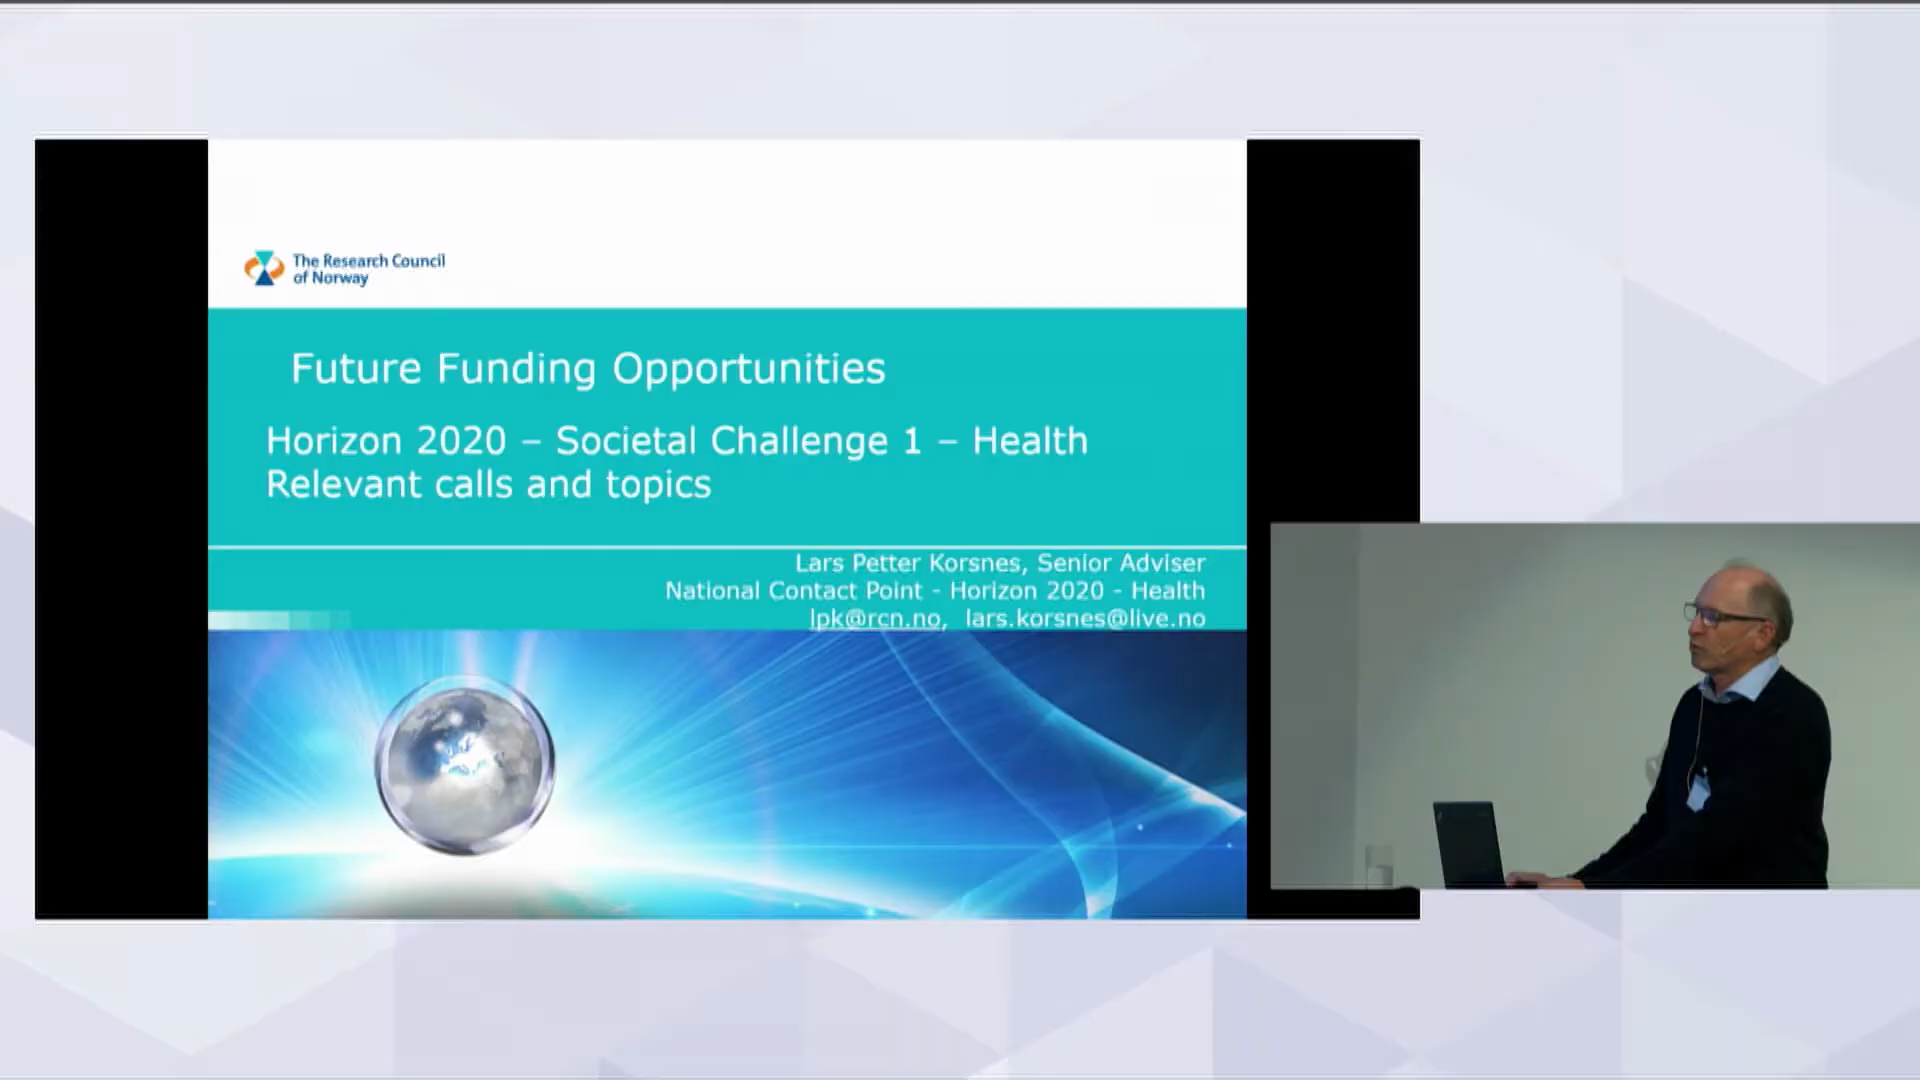 The Research Council
of Norway
Future Funding Opportunities
Horizon 2020 – Societal Challenge 1 – Health
Relevant calls and topics
Lars Petter Korsnes, Senior Adviser
National Contact Point - Horizon 2020 - Health
lpk@rcn.no, lars.korsnes@live.no